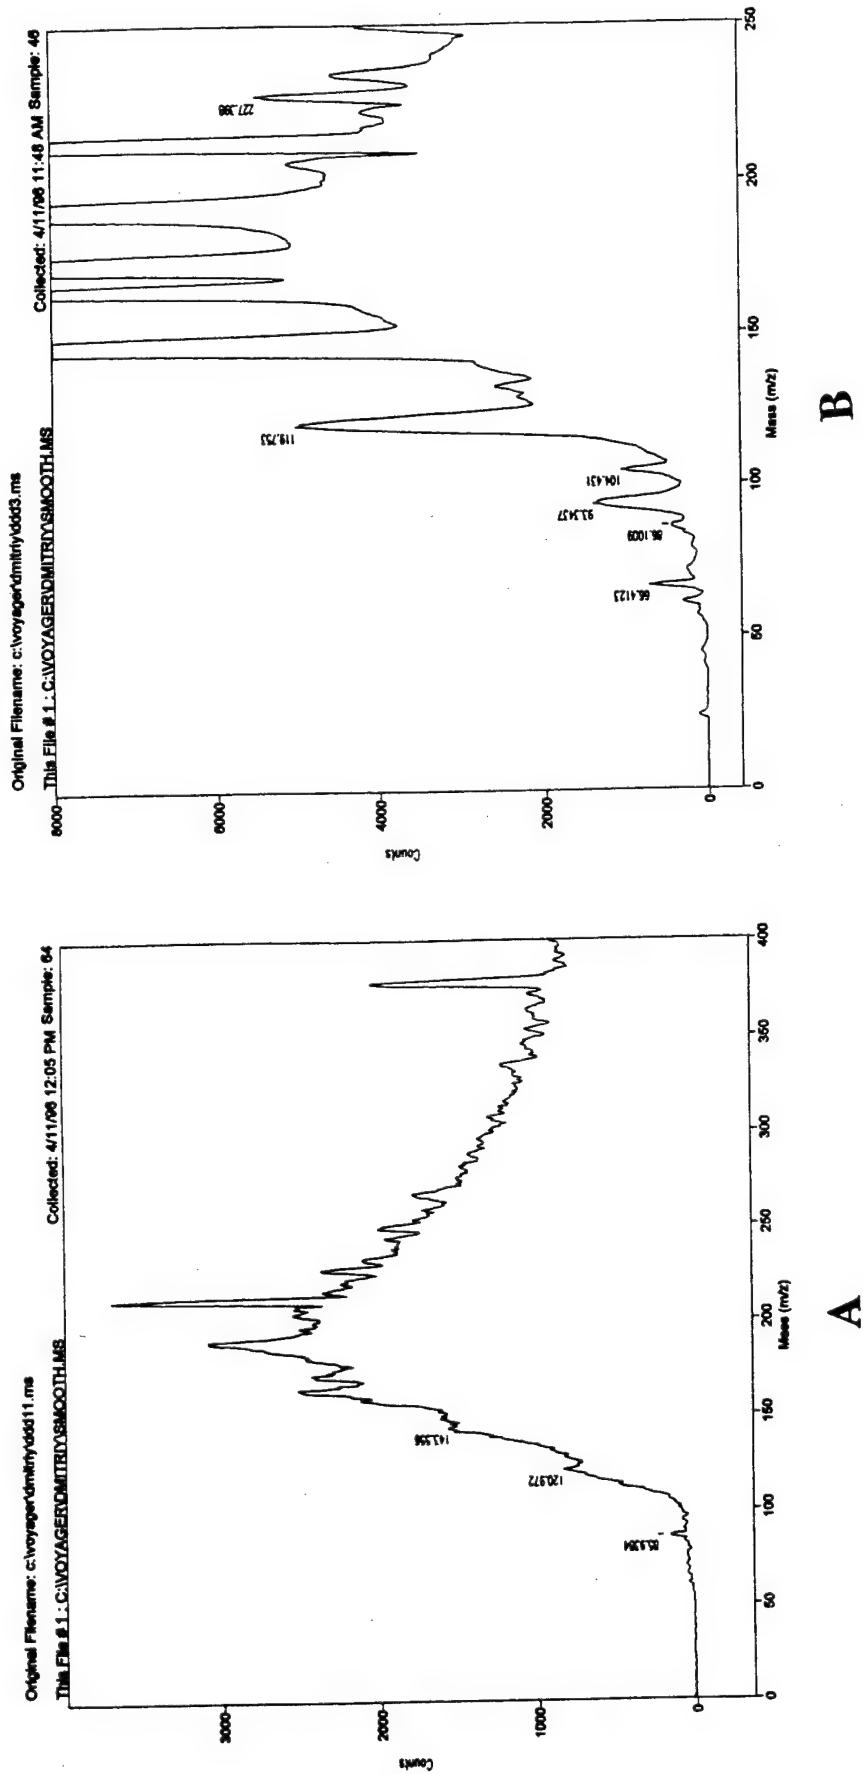 Original Filename: c:\voyager\dmitriy\ddd11.ms
This File # 1 : C:\VOYAGER\DMITRIY\SMOOTH.MS
Collected: 4/11/96 12:05 PM Sample: 64
3000
2000
1000
0
Counts
85.9354
120.972
143.556
0
50
100
150
200
250
300
350
400
Mass (m/z)
A
Original Filename: c:\voyager\dmitriy\ddd3.ms
This File # 1 : C:\VOYAGER\DMITRIY\SMOOTH.MS
Collected: 4/11/96 11:48 AM Sample: 46
8000
6000
4000
2000
0
Counts
66.4123
86.1009
93.3437
104.431
119.753
227.398
0
50
100
150
200
250
Mass (m/z)
B